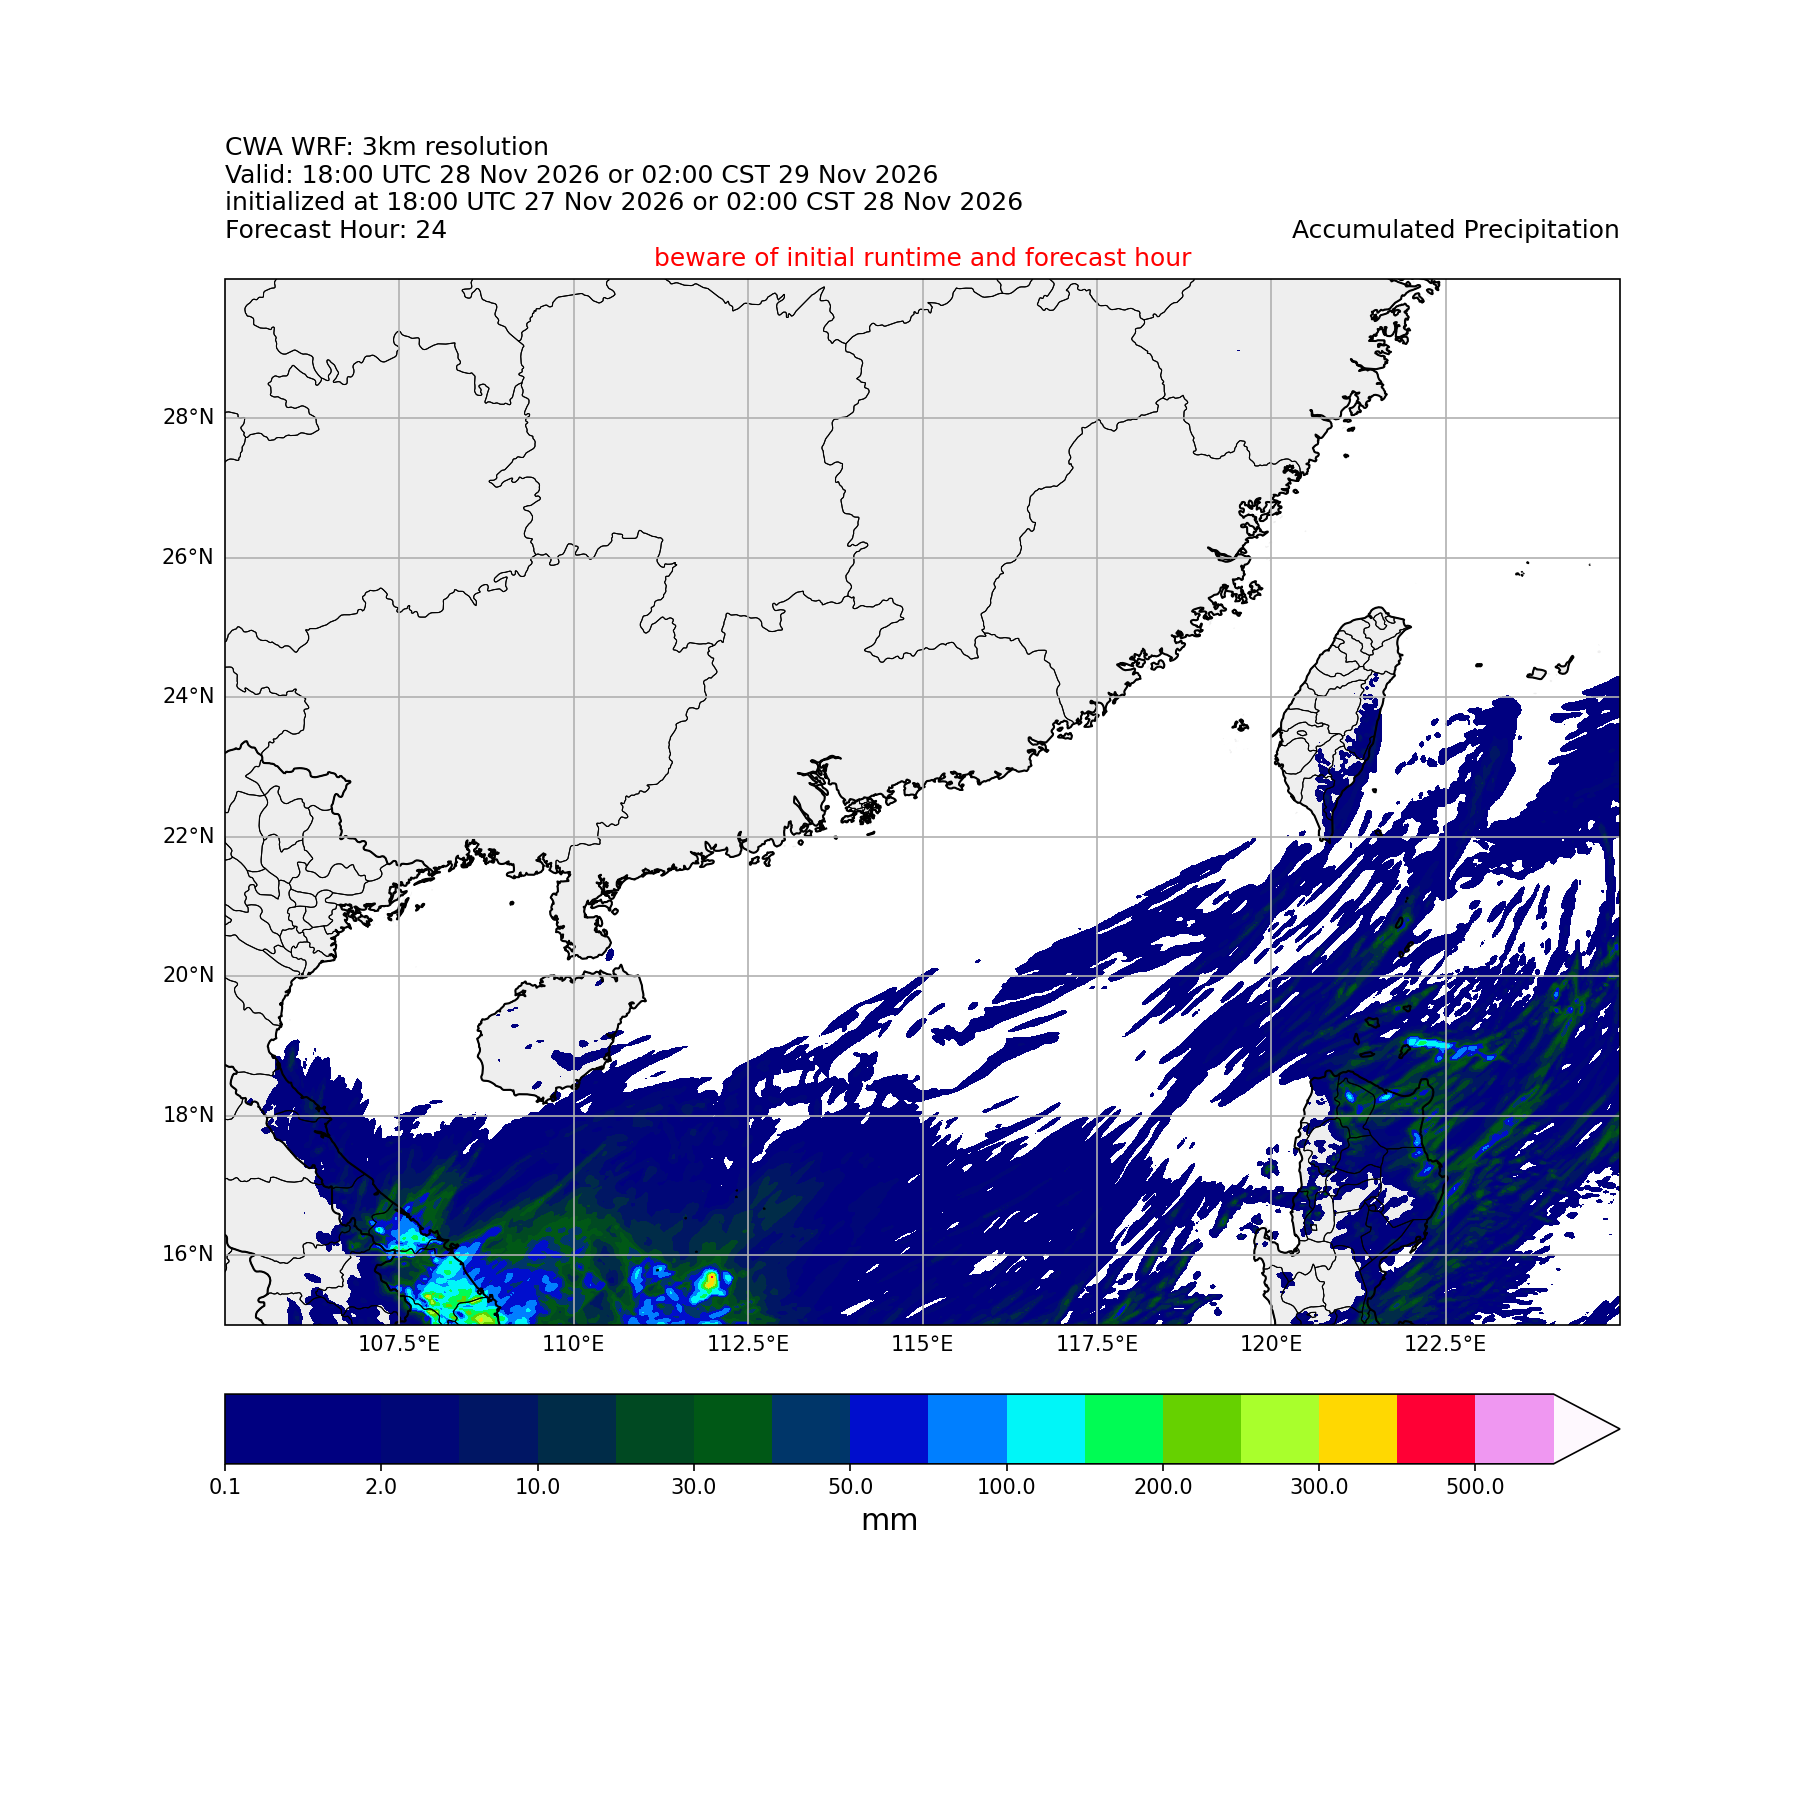 CWA WRF: 3km resolution
Valid: 18:00 UTC 28 Nov 2026 or 02:00 CST 29 Nov 2026
initialized at 18:00 UTC 27 Nov 2026 or 02:00 CST 28 Nov 2026
Forecast Hour: 24
Accumulated Precipitation
beware of initial runtime and forecast hour
28°N
26°N
24°N
22°N
20°N
18°N
16°N
107.5°E 110°E 112.5°E 115°E 117.5°E 120°E 122.5°E
0.1 2.0 10.0 30.0 50.0 100.0 200.0 300.0 500.0
mm